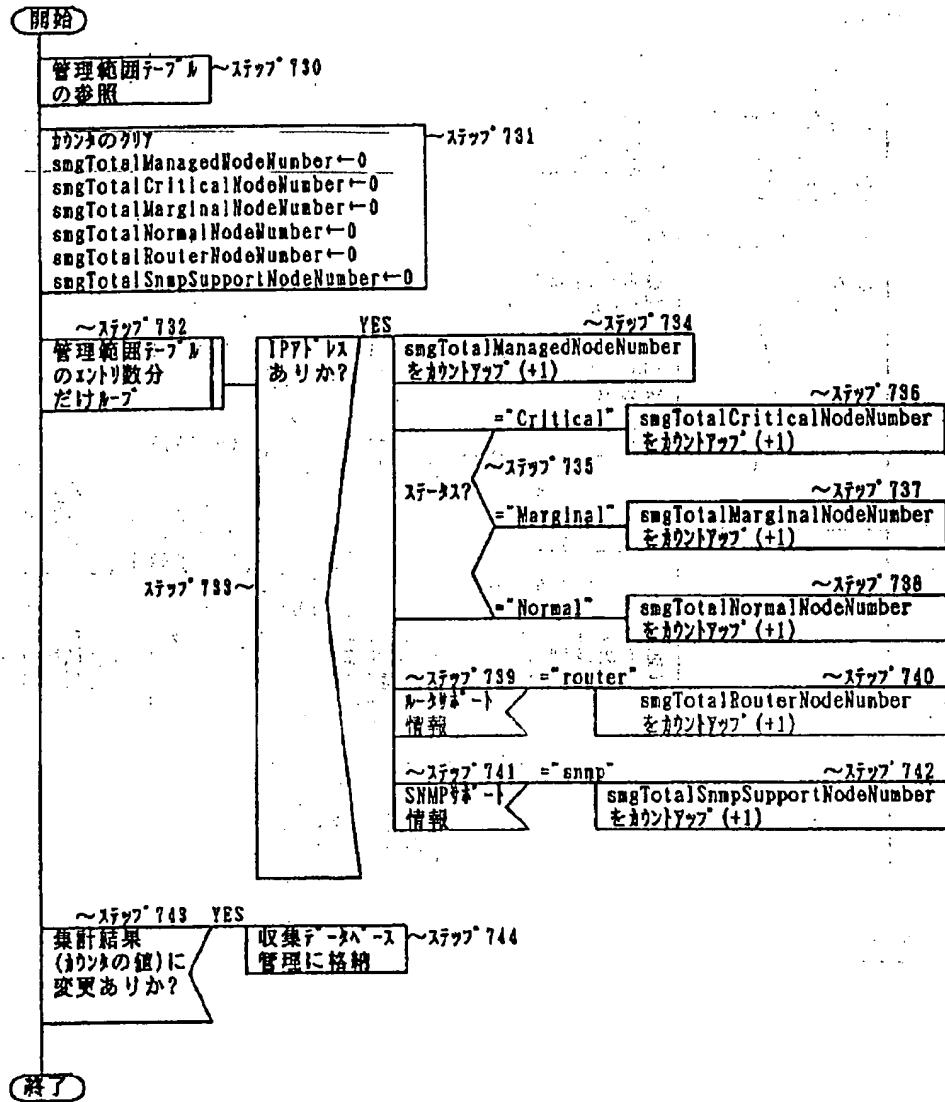 開始
管理範囲テーブル ～ステップ730
の参照
カウンタのクリア ～ステップ731
smgTotalManagedNodeNumber←0
smgTotalCriticalNodeNumber←0
smgTotalMarginalNodeNumber←0
smgTotalNormalNodeNumber←0
smgTotalRouterNodeNumber←0
smgTotalSnmpSupportNodeNumber←0
～ステップ732
管理範囲テーブル
のエントリ数分
だけループ
ステップ733～
IPアドレス
ありか?
YES
～ステップ734
smgTotalManagedNodeNumber
をカウントアップ(+1)
～ステップ735
ステータス?
="Critical"
～ステップ736
smgTotalCriticalNodeNumber
をカウントアップ(+1)
="Marginal"
～ステップ737
smgTotalMarginalNodeNumber
をカウントアップ(+1)
="Normal"
～ステップ738
smgTotalNormalNodeNumber
をカウントアップ(+1)
～ステップ739 ="router" ～ステップ740
ルータサポート
情報
smgTotalRouterNodeNumber
をカウントアップ(+1)
～ステップ741 ="snmp" ～ステップ742
SNMPサポート
情報
smgTotalSnmpSupportNodeNumber
をカウントアップ(+1)
～ステップ743 YES
集計結果
(カウンタの値)に
変更ありか?
収集データベース ～ステップ744
管理に格納
終了